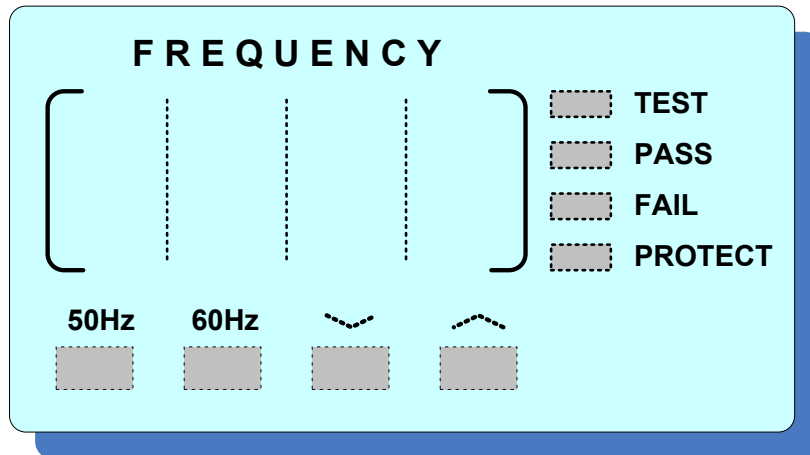 FREQUENCY
TEST
PASS
FAIL
PROTECT
50Hz 60Hz